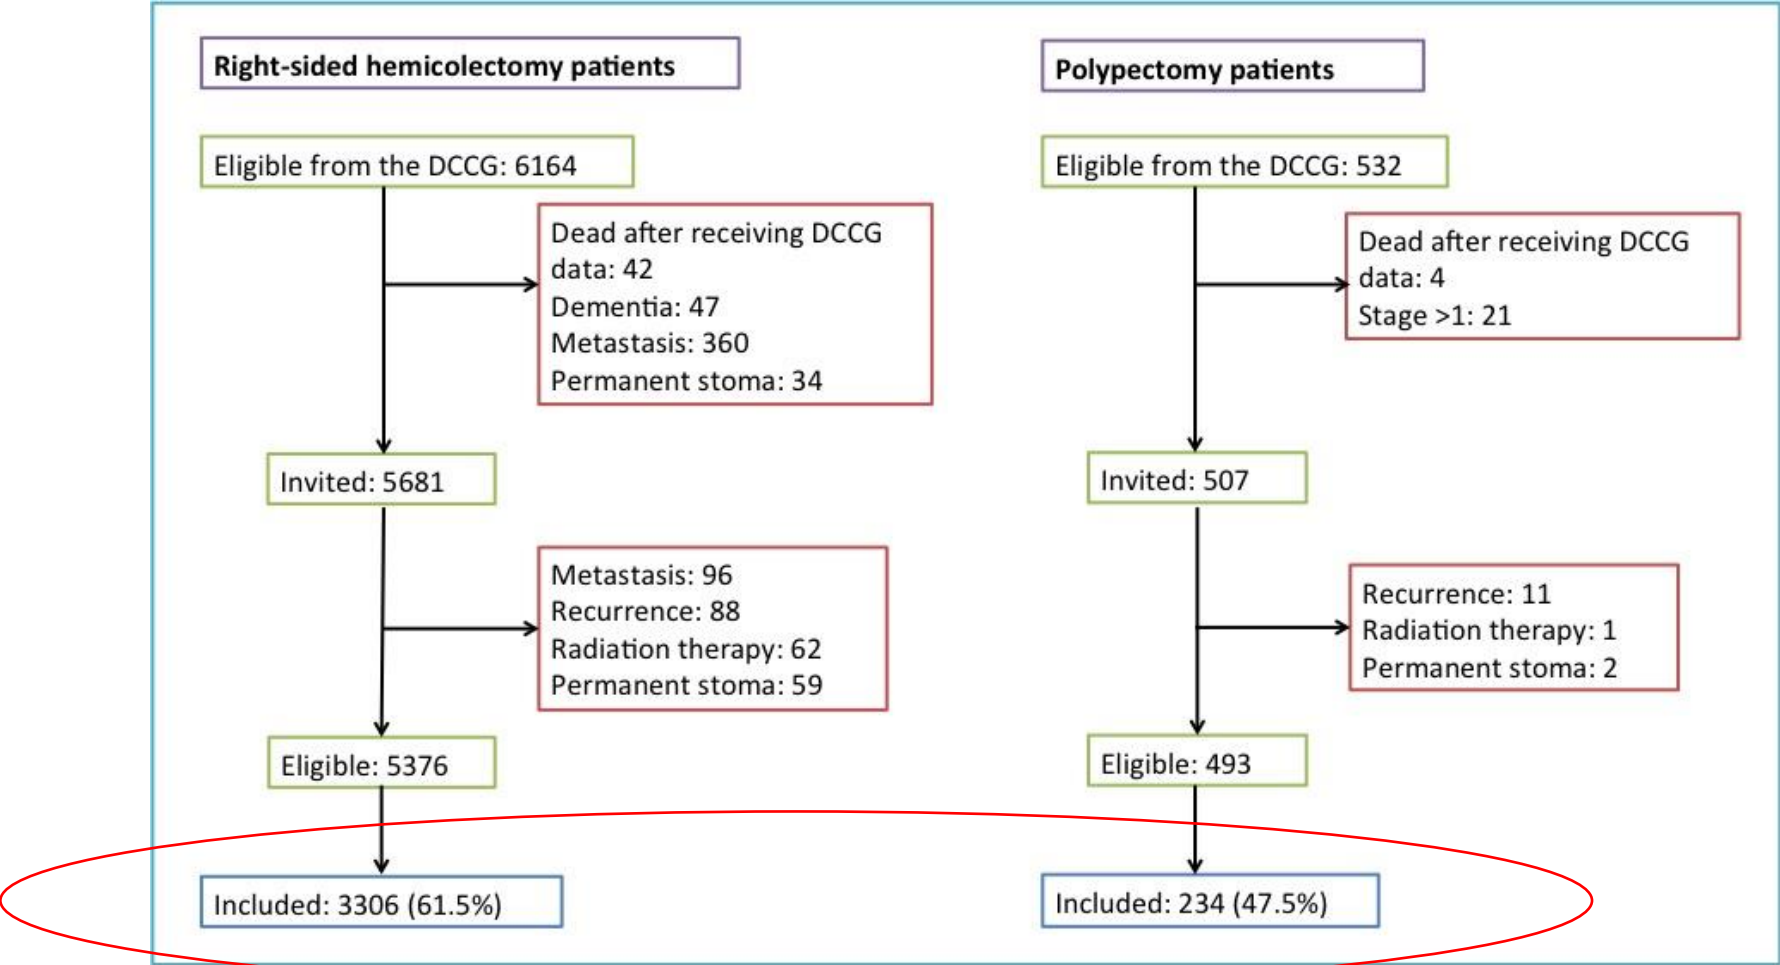 Right-sided hemicolectomy patients
Eligible from the DCCG: 6164
Dead after receiving DCCG
data: 42
Dementia: 47
Metastasis: 360
Permanent stoma: 34
Invited: 5681
Metastasis: 96
Recurrence: 88
Radiation therapy: 62
Permanent stoma: 59
Eligible: 5376
Included: 3306 (61.5%)
Polypectomy patients
Eligible from the DCCG: 532
Dead after receiving DCCG
data: 4
Stage >1: 21
Invited: 507
Recurrence: 11
Radiation therapy: 1
Permanent stoma: 2
Eligible: 493
Included: 234 (47.5%)